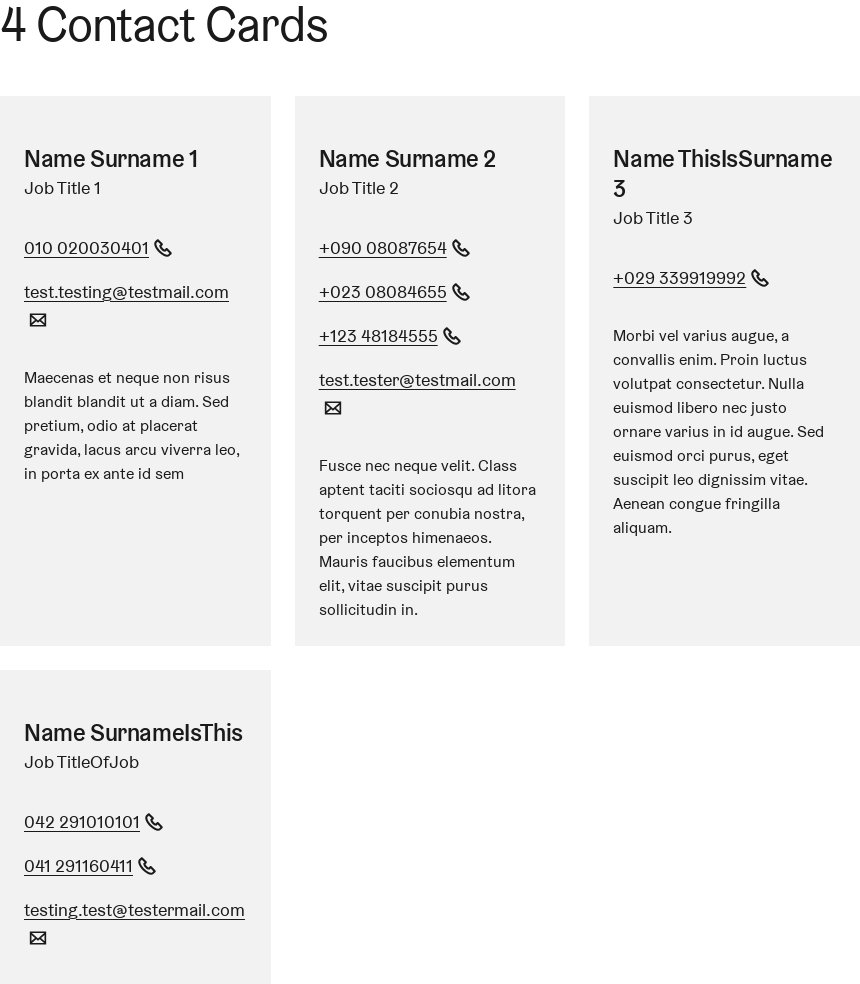 4 Contact Cards
Name Surname 1
Job Title 1
010 020030401
test.testing@testmail.com
Maecenas et neque non risus
blandit blandit ut a diam. Sed
pretium, odio at placerat
gravida, lacus arcu viverra leo,
in porta ex ante id sem
Name Surname 2
Job Title 2
+090 08087654
+023 08084655
+123 48184555
test.tester@testmail.com
Fusce nec neque velit. Class
aptent taciti sociosqu ad litora
torquent per conubia nostra,
per inceptos himenaeos.
Mauris faucibus elementum
elit, vitae suscipit purus
sollicitudin in.
Name ThisIsSurname
3
Job Title 3
+029 339919992
Morbi vel varius augue, a
convallis enim. Proin luctus
volutpat consectetur. Nulla
euismod libero nec justo
ornare varius in id augue. Sed
euismod orci purus, eget
suscipit leo dignissim vitae.
Aenean congue fringilla
aliquam.
Name SurnameIsThis
Job TitleOfJob
042 291010101
041 291160411
testing.test@testermail.com